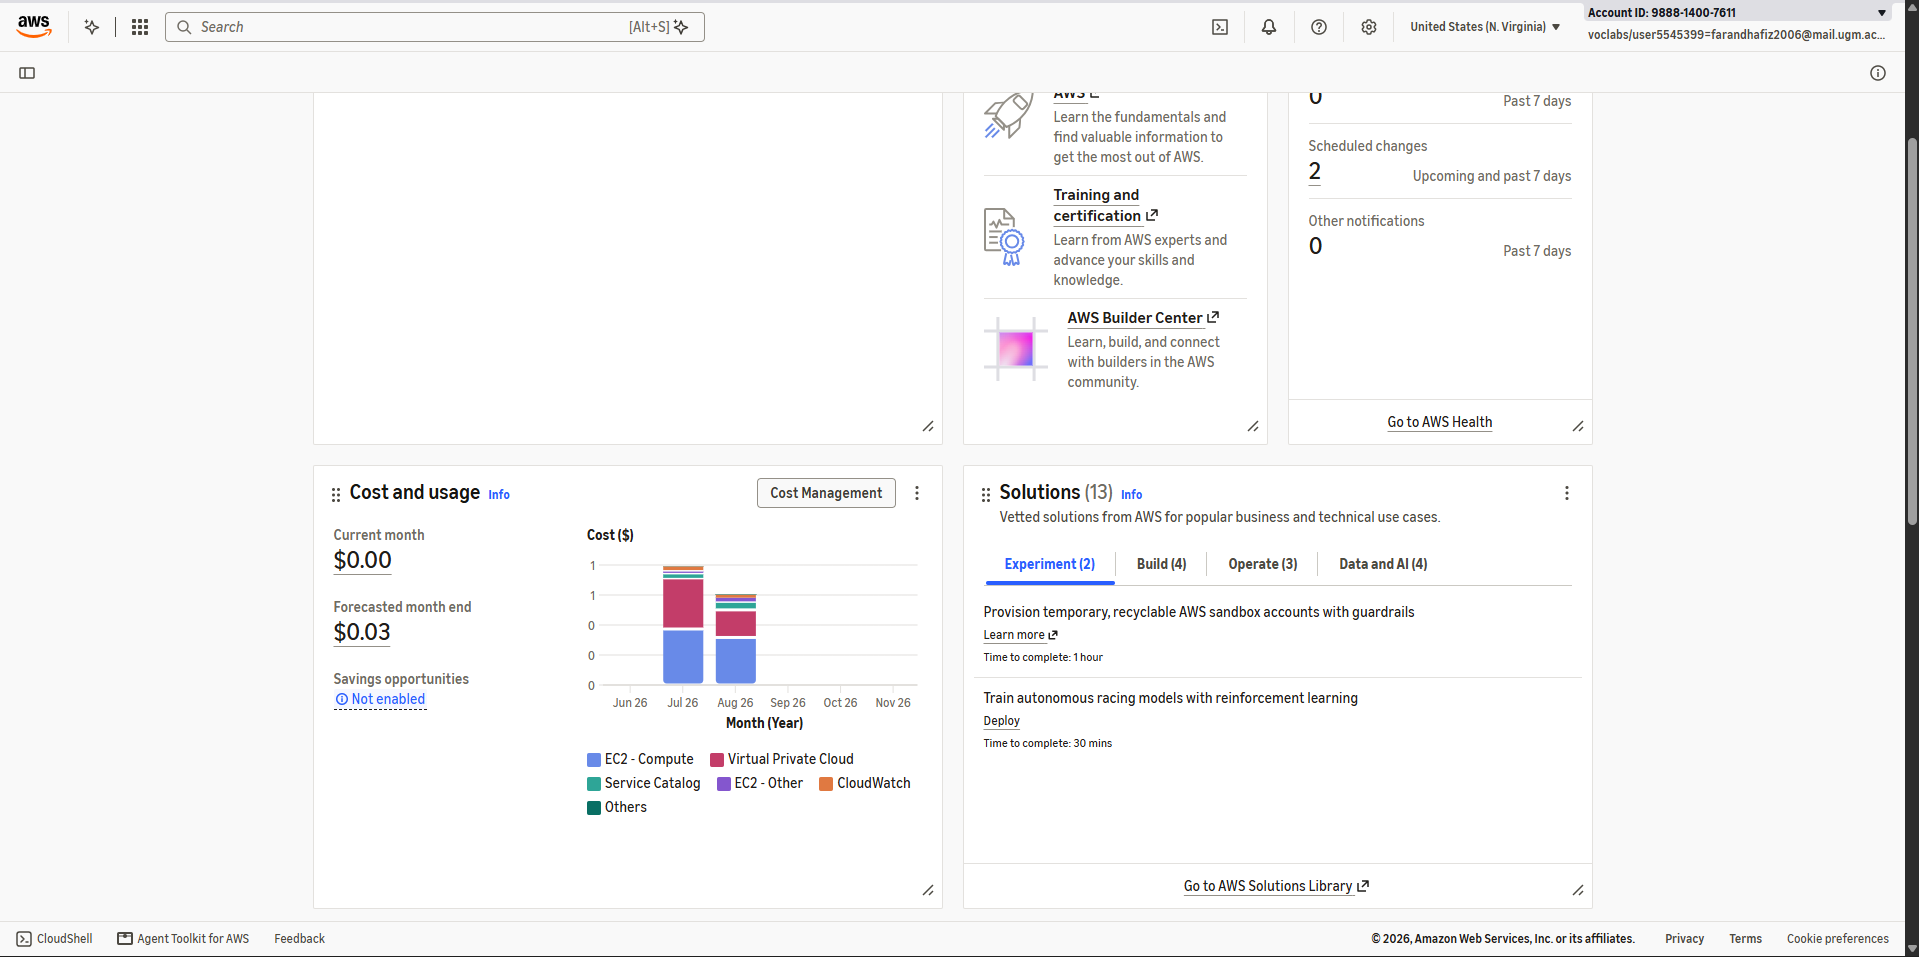 aws
Search
[Alt+S]
United States (N. Virginia)
Account ID: 9888-1400-7611
voclabs/user5545399=farandhafiz2006@mail.ugm.ac...
AWS
Learn the fundamentals and
find valuable information to
get the most out of AWS.
Training and
certification
Learn from AWS experts and
advance your skills and
knowledge.
AWS Builder Center
Learn, build, and connect
with builders in the AWS
community.
0
Past 7 days
Scheduled changes
2
Upcoming and past 7 days
Other notifications
0
Past 7 days
Go to AWS Health
Cost and usage
Info
Cost Management
Current month
$0.00
Forecasted month end
$0.03
Savings opportunities
Not enabled
Cost ($)
1
1
0
0
0
Jun 26
Jul 26
Aug 26
Sep 26
Oct 26
Nov 26
Month (Year)
EC2 - Compute
Virtual Private Cloud
Service Catalog
EC2 - Other
CloudWatch
Others
Solutions (13)
Info
Vetted solutions from AWS for popular business and technical use cases.
Experiment (2)
Build (4)
Operate (3)
Data and AI (4)
Provision temporary, recyclable AWS sandbox accounts with guardrails
Learn more
Time to complete: 1 hour
Train autonomous racing models with reinforcement learning
Deploy
Time to complete: 30 mins
Go to AWS Solutions Library
CloudShell
Agent Toolkit for AWS
Feedback
© 2026, Amazon Web Services, Inc. or its affiliates.
Privacy
Terms
Cookie preferences